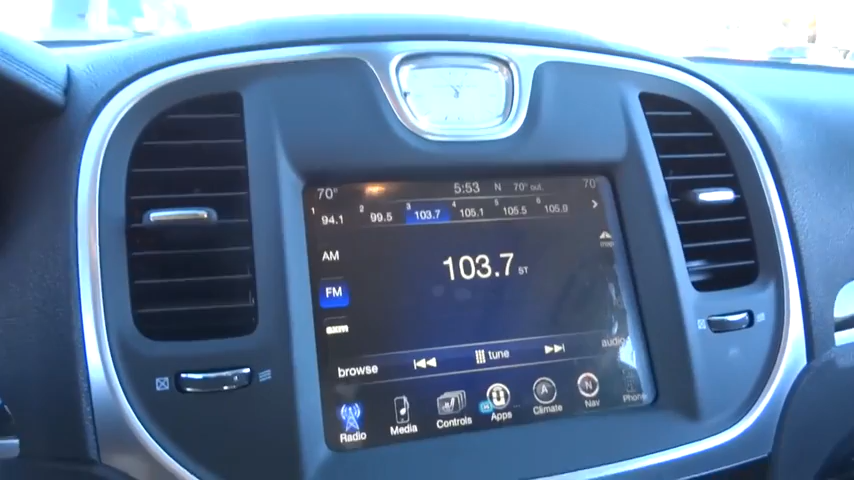 70° 5:53 N 70° out. 70°
1 94.1 2 99.5 3 103.7 4 105.1 5 105.5 6 105.9
map
AM
103.7 ST
FM
sxm
audio
browse tune
Radio Media Controls Apps Climate Nav Phone